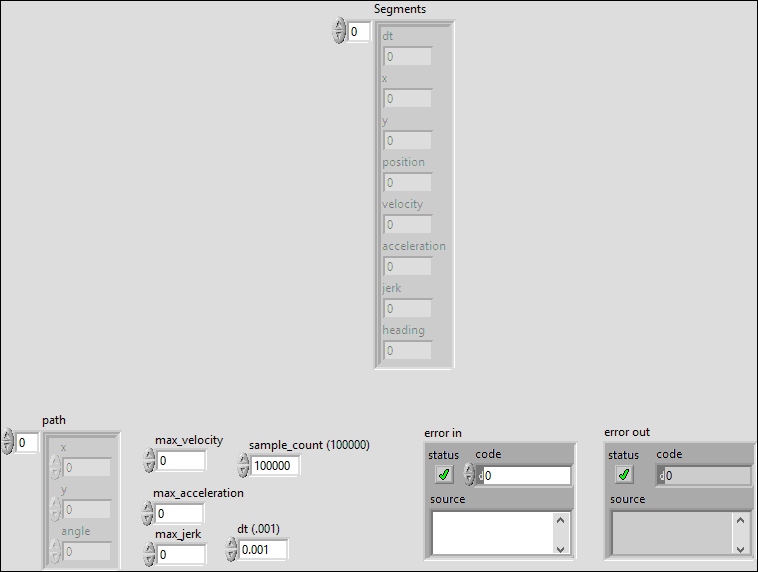 Segments
0
dt
0
x
0
y
0
position
0
velocity
0
acceleration
0
jerk
0
heading
0
path
0
x
0
y
0
angle
0
max_velocity
0
max_acceleration
0
max_jerk
0
sample_count (100000)
100000
dt (.001)
0.001
error in
status code
0
source
error out
status code
0
source